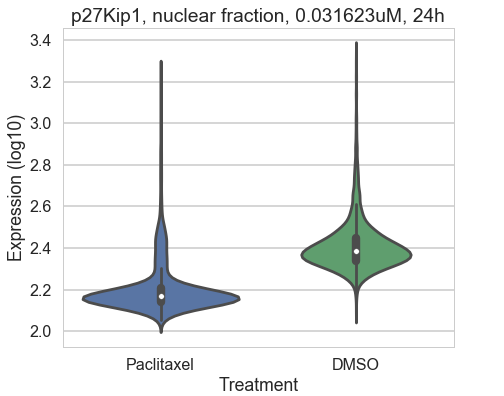 p27Kip1, nuclear fraction, 0.031623uM, 24h
Expression (log10)
3.4
3.2
3.0
2.8
2.6
2.4
2.2
2.0
Paclitaxel DMSO
Treatment